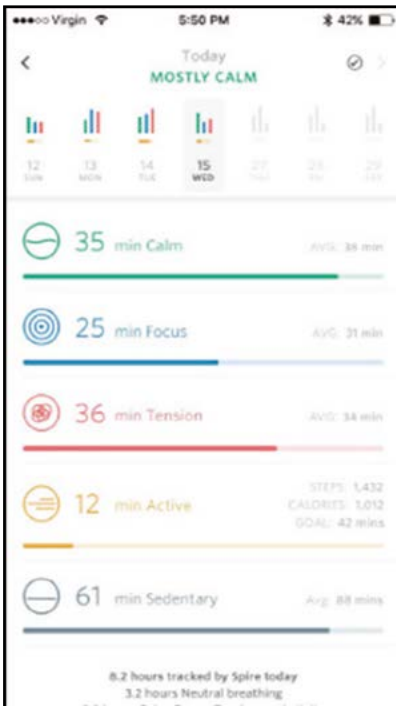 Virgin 5:50 PM 42%
Today
MOSTLY CALM
12 13 14 15
SUN MON TUE WED
35 min Calm AVG: 38 min
25 min Focus AVG: 31 min
36 min Tension AVG: 34 min
12 min Active
STEPS: 1,432
CALORIES: 1,012
GOAL: 42 mins
61 min Sedentary Avg: 88 mins
8.2 hours tracked by Spire today
3.2 hours Neutral breathing